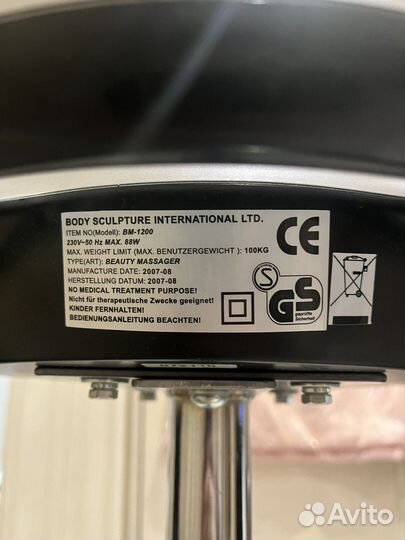 BODY SCULPTURE INTERNATIONAL LTD.
ITEM NO(Modell): BM-1200
230V~50 Hz MAX. 88W
MAX. WEIGHT LIMIT (MAX. BENUTZERGEWICHT ): 100KG
TYPE(ART): BEAUTY MASSAGER
MANUFACTURE DATE: 2007-08
HERSTELLUNG DATUM: 2007-08
NO MEDICAL TREATMENT PURPOSE!
Nicht für therapeutische Zwecke geeignet!
KINDER FERNHALTEN!
BEDIENUNGSANLEITUNG BEACHTEN!
CE
S
GS
geprüfte
Sicherheit
Avito